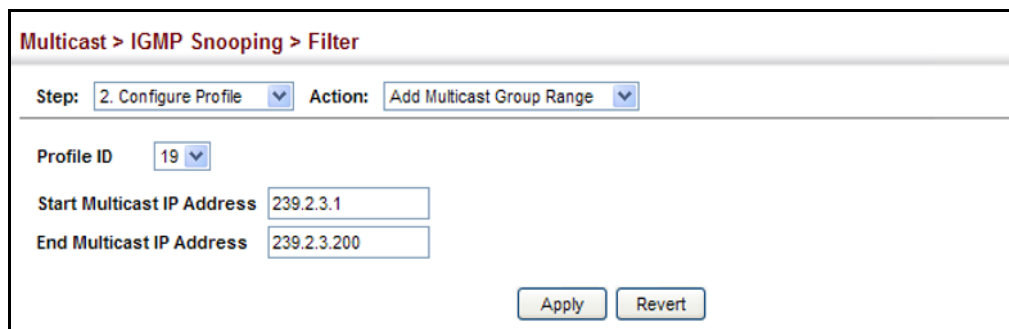 Multicast > IGMP Snooping > Filter
Step: 2. Configure Profile Action: Add Multicast Group Range
Profile ID 19
Start Multicast IP Address 239.2.3.1
End Multicast IP Address 239.2.3.200
Apply Revert